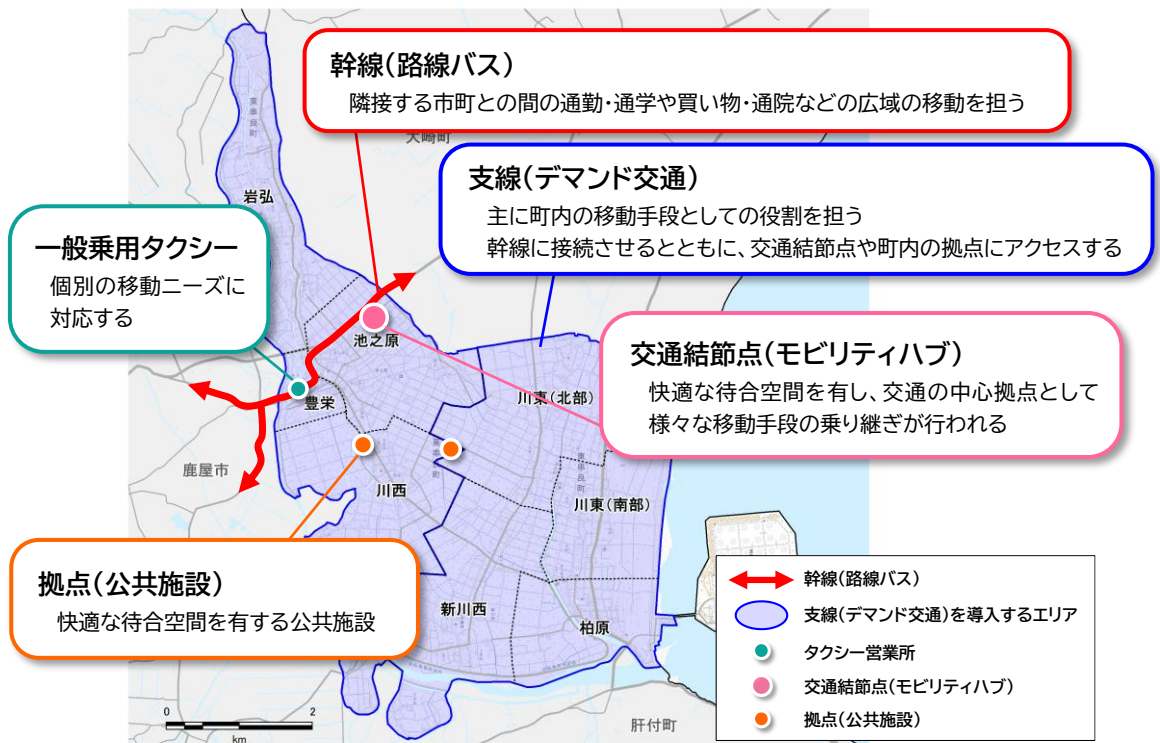 幹線(路線バス)
隣接する市町との間の通勤・通学や買い物・通院などの広域の移動を担う
大崎町
支線(デマンド交通)
主に町内の移動手段としての役割を担う
幹線に接続させるとともに、交通結節点や町内の拠点にアクセスする
東串良町
岩弘
一般乗用タクシー
個別の移動ニーズに
対応する
池之原
交通結節点(モビリティハブ)
快適な待合空間を有し、交通の中心拠点として
様々な移動手段の乗り継ぎが行われる
豊栄
川東(北部)
東串良町
東串良町
鹿屋市
川西
川東(南部)
拠点(公共施設)
快適な待合空間を有する公共施設
新川西
柏原
幹線(路線バス)
支線(デマンド交通)を導入するエリア
タクシー営業所
交通結節点(モビリティハブ)
拠点(公共施設)
0 2
km
肝付町